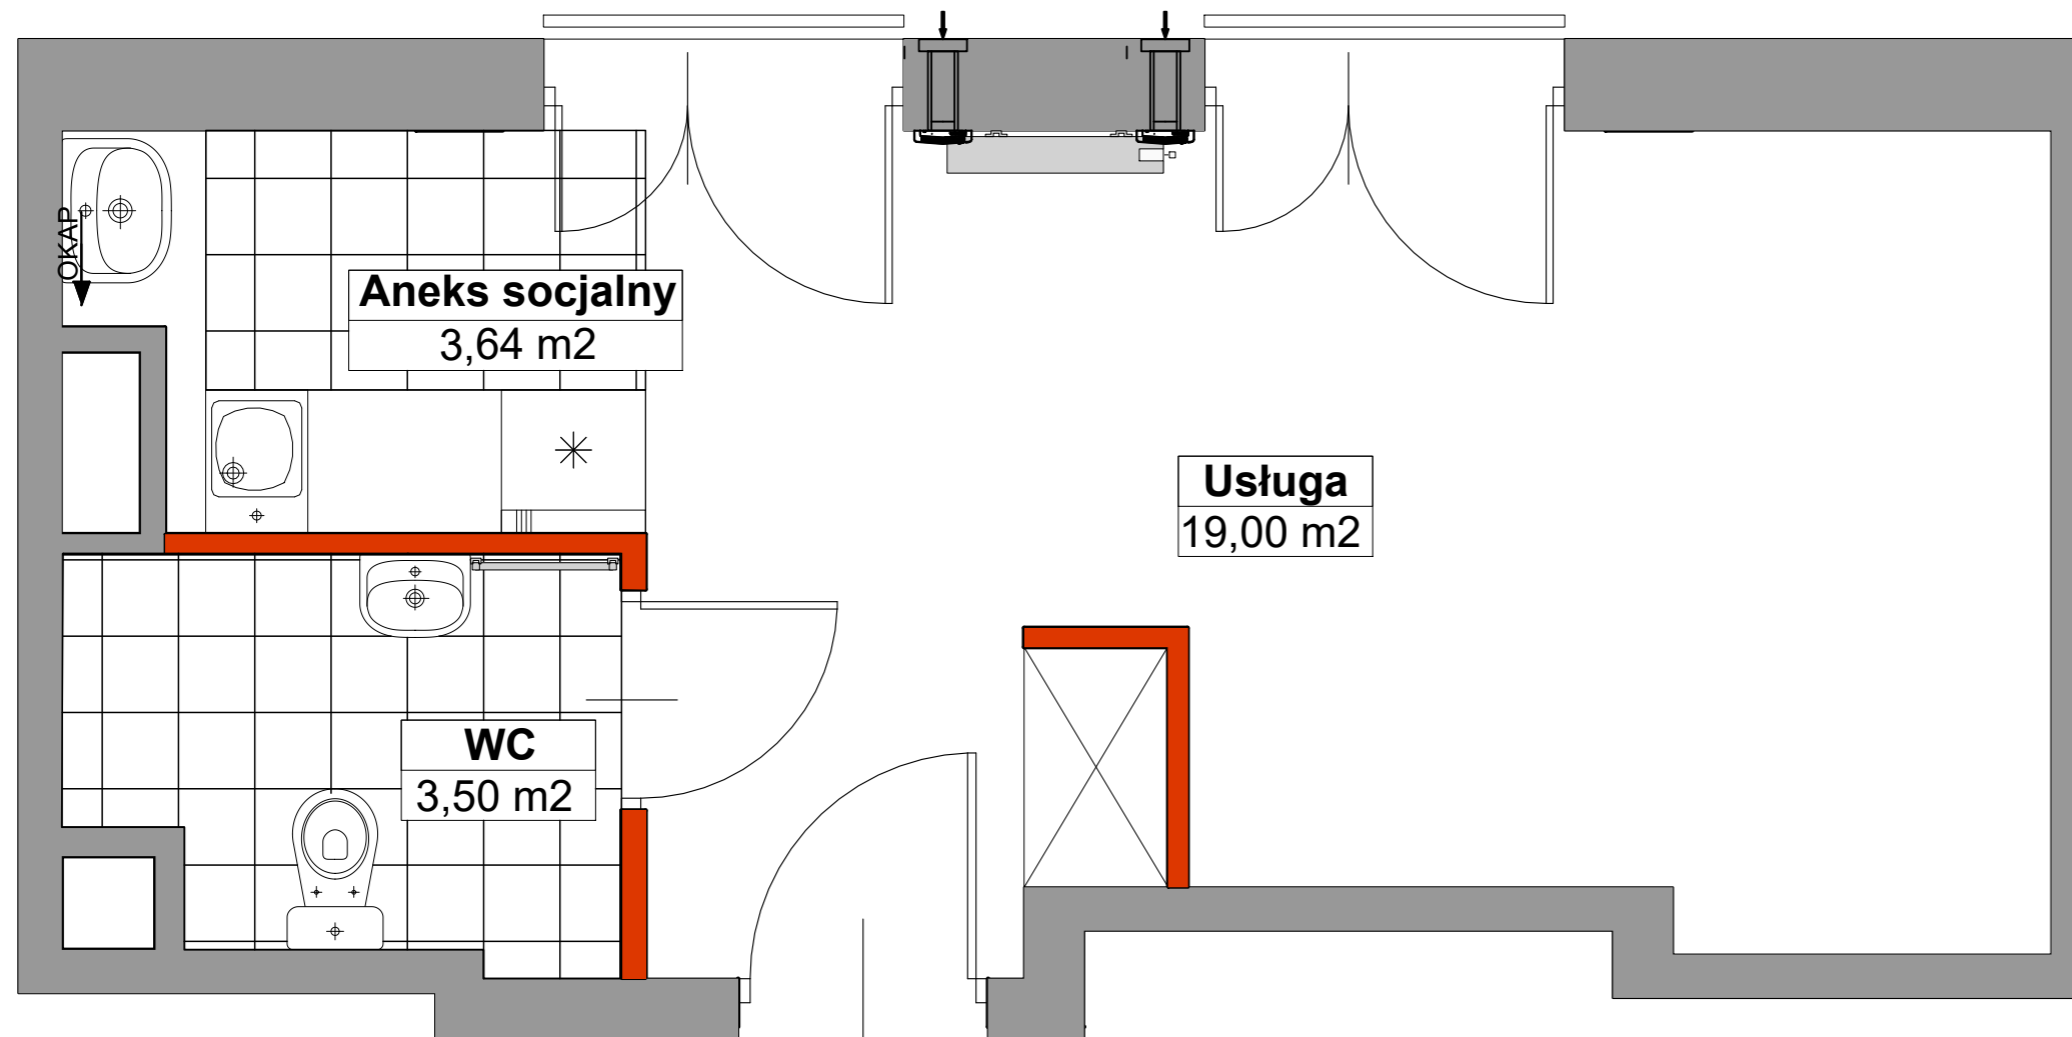 OKAP
Aneks socjalny
3,64 m2
Usługa
19,00 m2
WC
3,50 m2